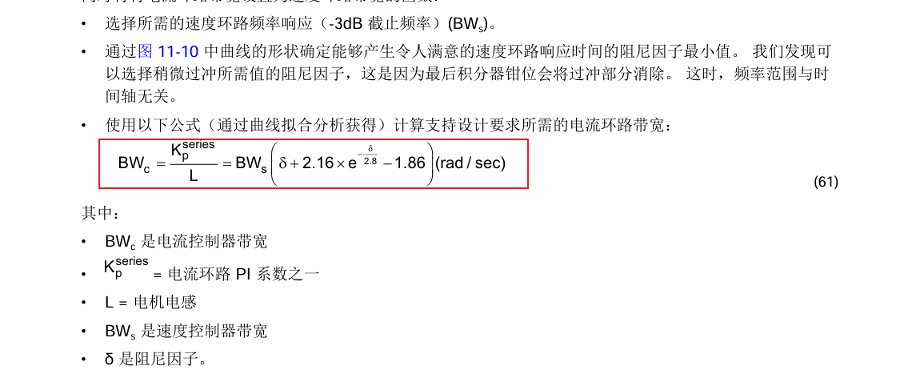 • 选择所需的速度环路频率响应（-3dB 截止频率）(BWs)。
• 通过图 11-10 中曲线的形状确定能够产生令人满意的速度环路响应时间的阻尼因子最小值。 我们发现可
以选择稍微过冲所需值的阻尼因子，这是因为最后积分器钳位会将过冲部分消除。 这时，频率范围与时
间轴无关。
• 使用以下公式（通过曲线拟合分析获得）计算支持设计要求所需的电流环路带宽：
BWc = Kp^series / L = BWs (δ + 2.16 × e^(-δ/2.8) − 1.86) (rad / sec)
(61)
其中：
• BWc 是电流控制器带宽
• Kp^series = 电流环路 PI 系数之一
• L = 电机电感
• BWs 是速度控制器带宽
• δ 是阻尼因子。